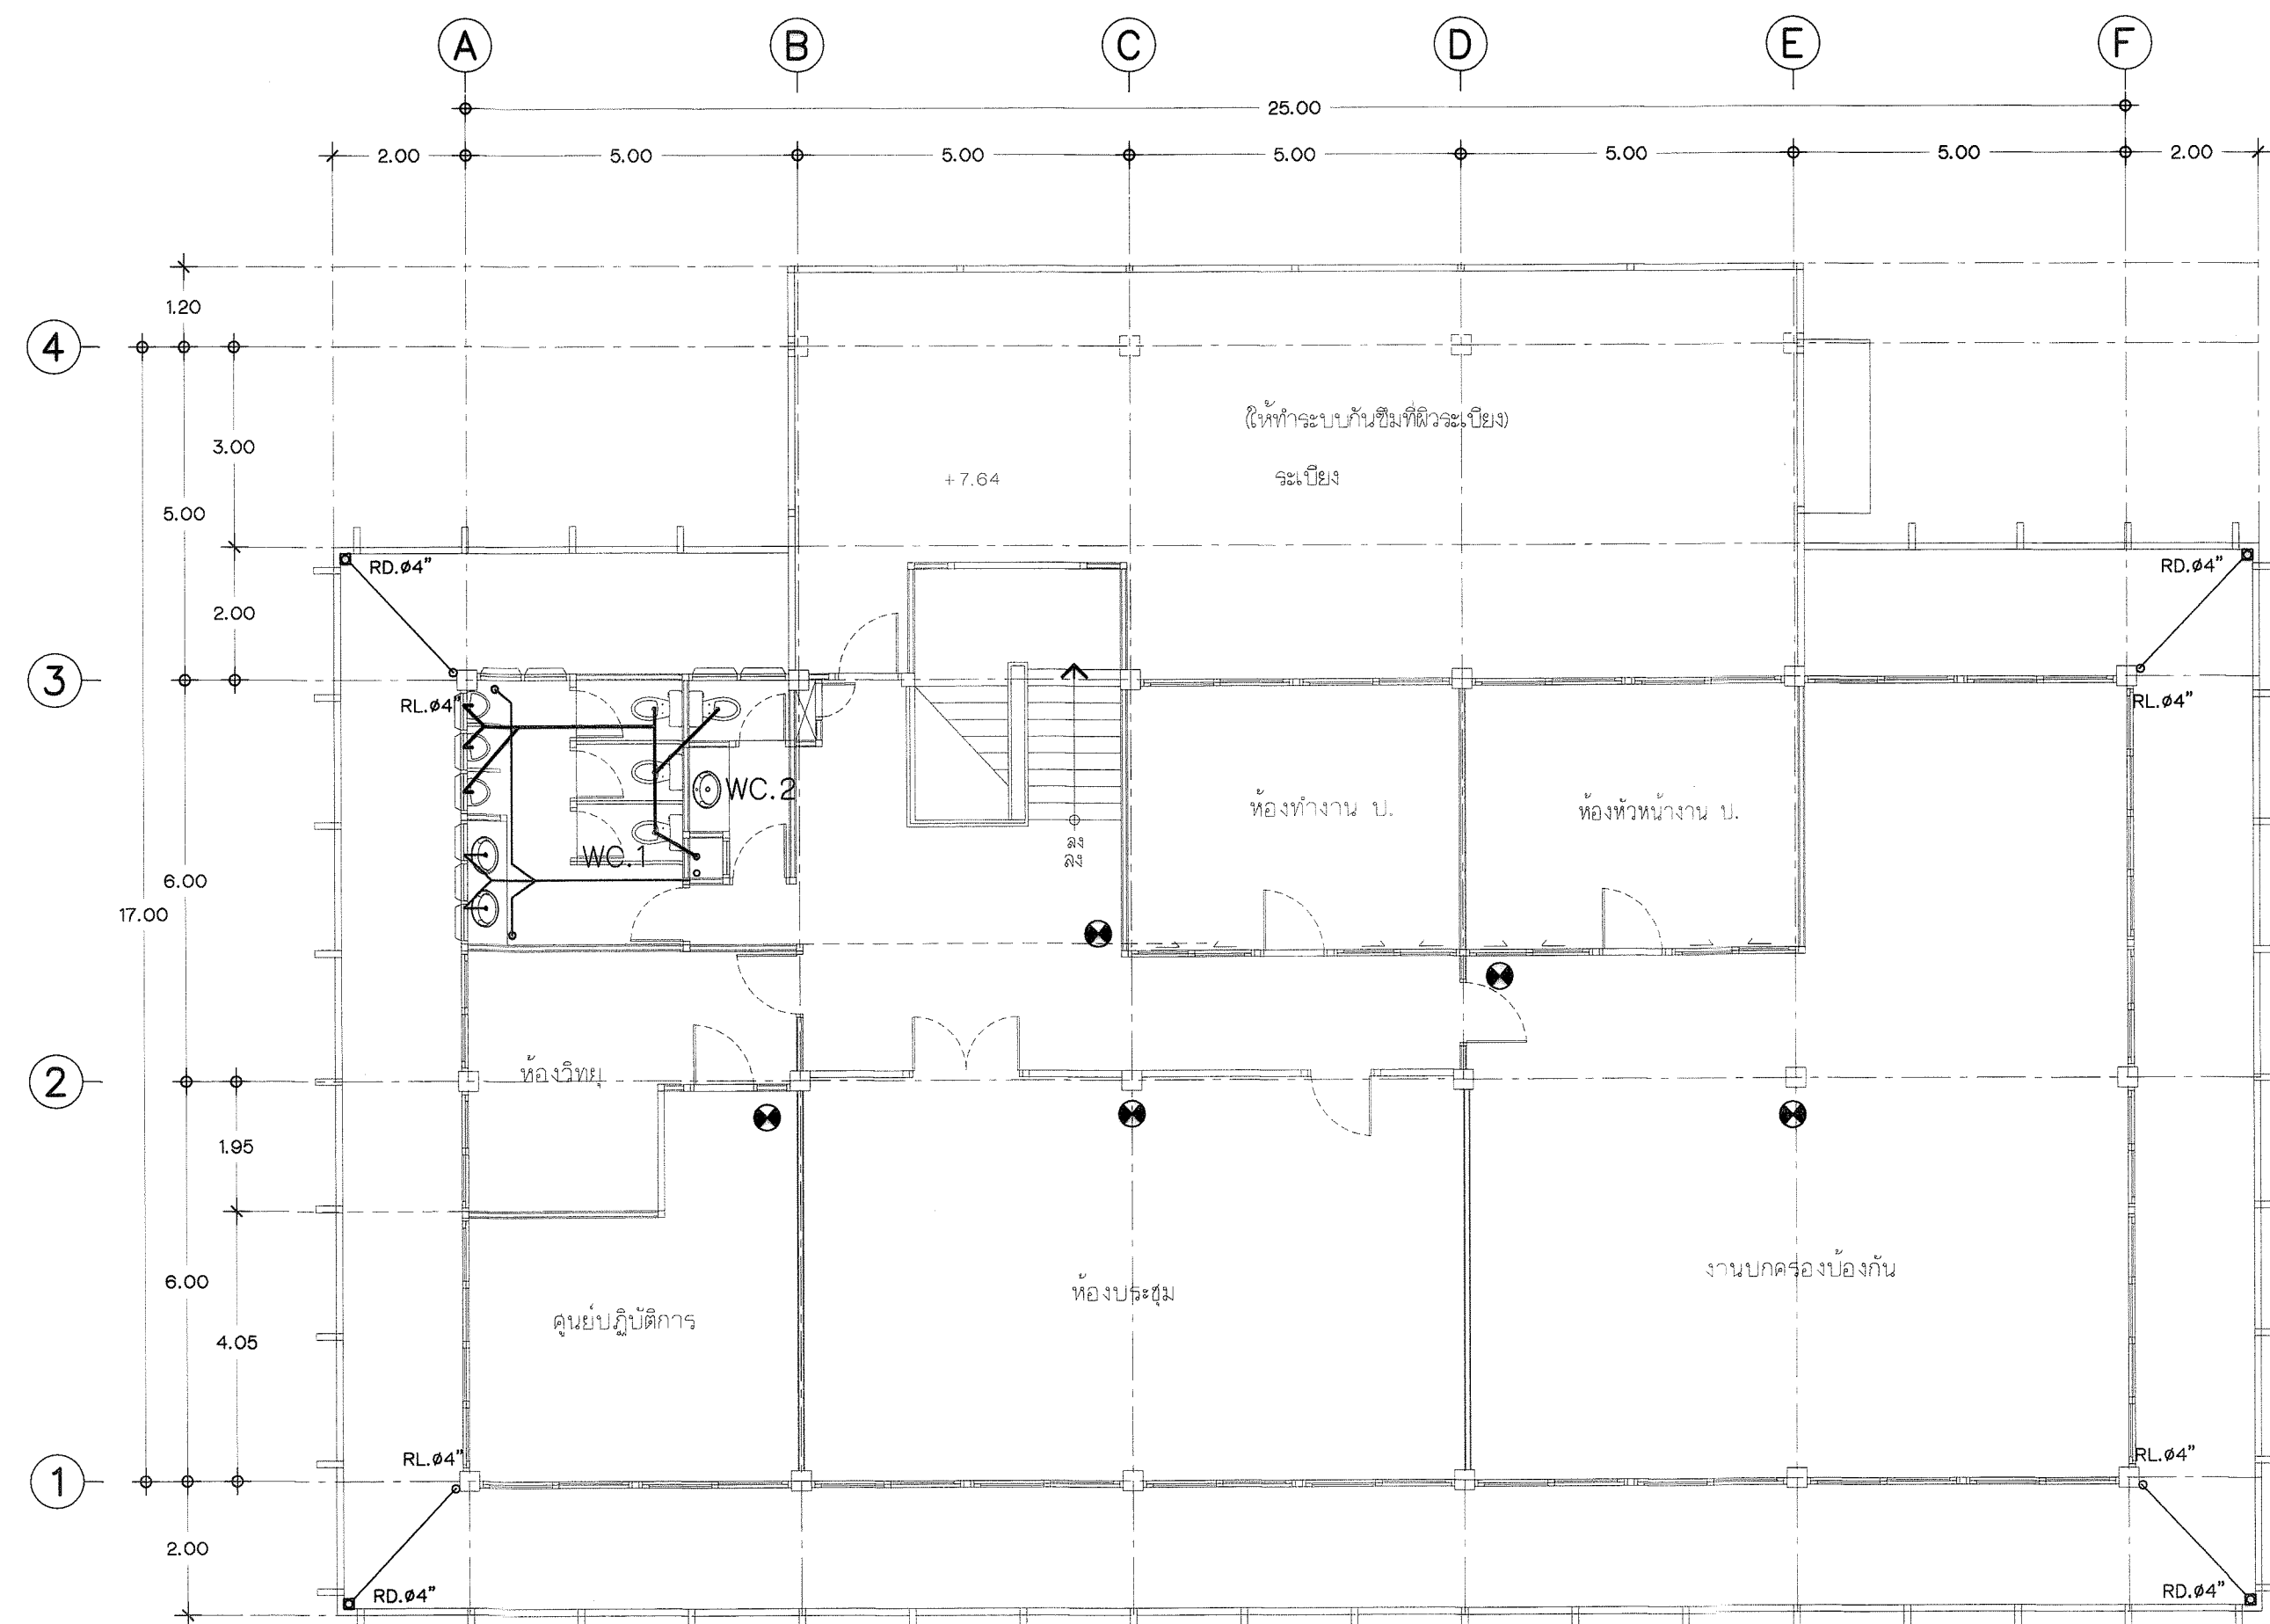 A B C D E F
25.00
2.00 5.00 5.00 5.00 5.00 5.00 2.00
1.20
4
(ให้ทำระบบกันซึมที่ผิวระเบียง)
3.00
+7.64 ระเบียง
5.00
RD.ø4" RD.ø4"
2.00
3
RL.ø4" RL.ø4"
WC.2
ห้องทำงาน ป. ห้องหัวหน้างาน ป.
ลง
WC.1 ลง
6.00
17.00
ห้องวิทยุ
2
1.95
งานปกครองป้องกัน
6.00 ห้องประชุม
ศูนย์ปฏิบัติการ
4.05
RL.ø4" RL.ø4"
1
2.00
RD.ø4" RD.ø4"